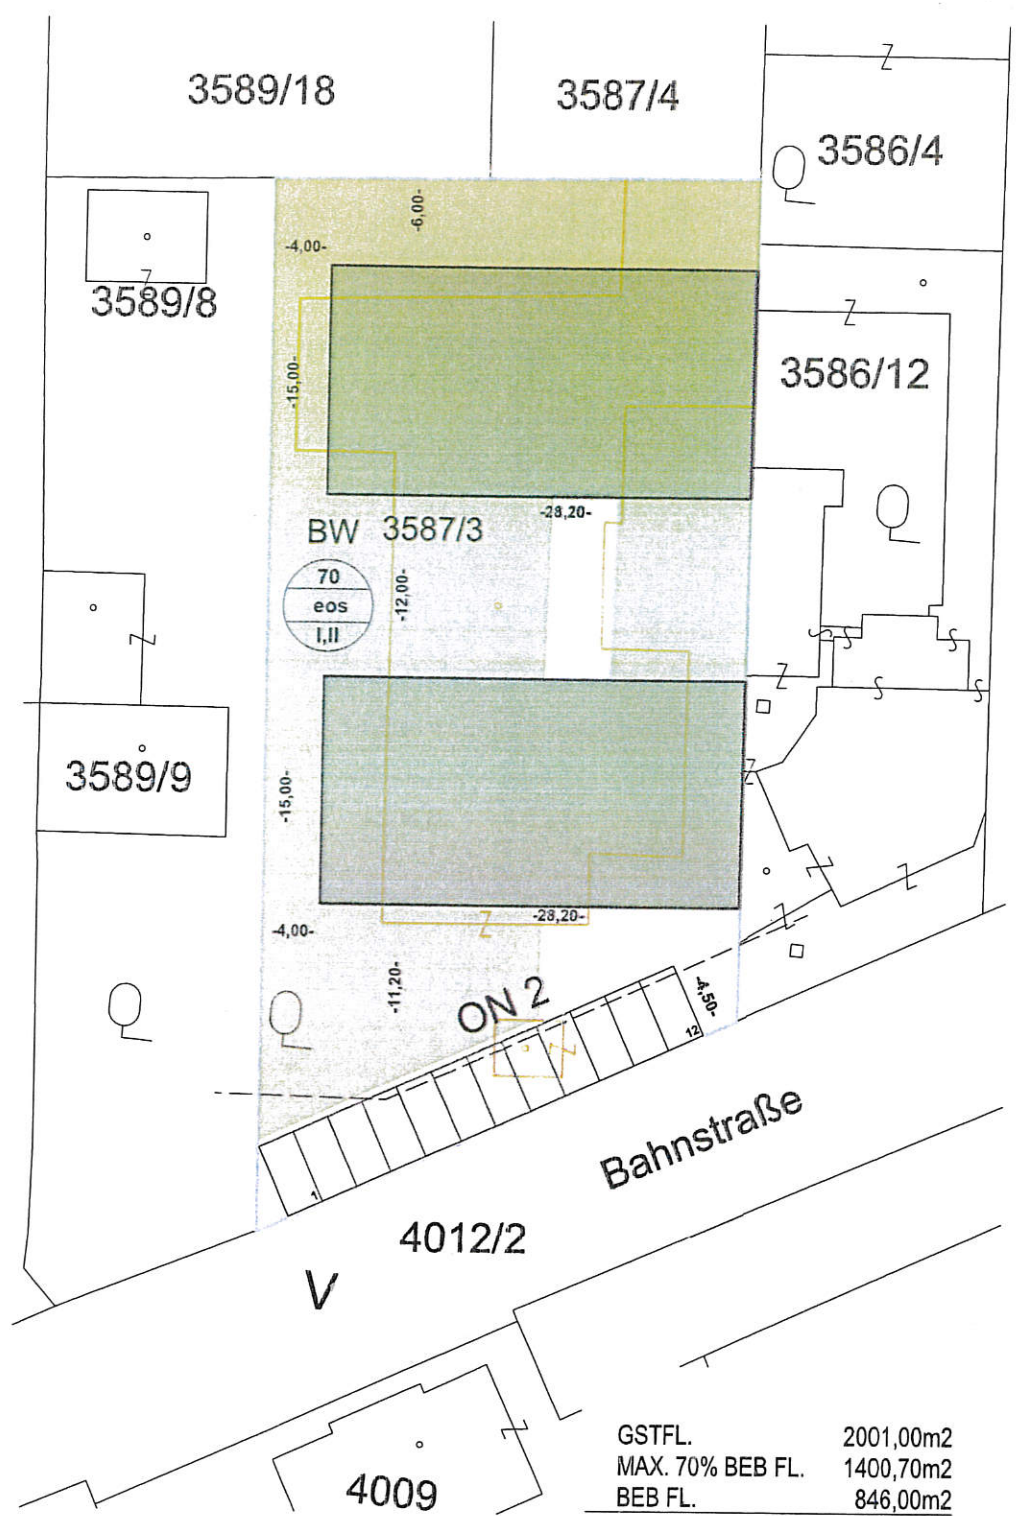 3589/18
3587/4
3586/4
-6,00-
-4,00-
3589/8
-15,00-
3586/12
-28,20-
BW 3587/3
70
eos
I,II
-12,00-
3589/9
-15,00-
-28,20-
-4,00-
-11,20-
ON 2
-4,50-
12
1
Bahnstraße
4012/2
V
4009
GSTFL. 2001,00m2
MAX. 70% BEB FL. 1400,70m2
BEB FL. 846,00m2